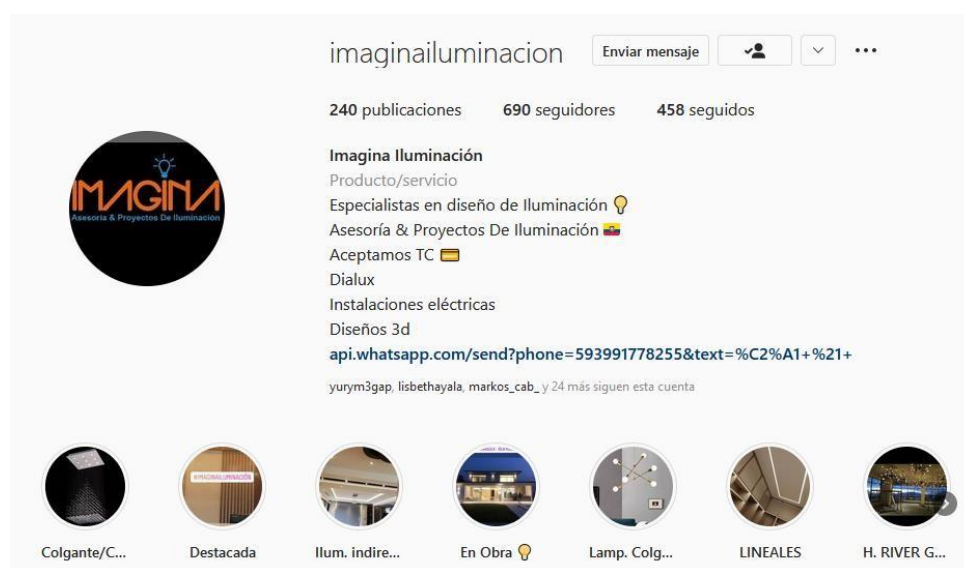 imaginailuminacion Enviar mensaje
240 publicaciones 690 seguidores 458 seguidos
IMAGINA
Asesoría & Proyectos De Iluminación
Imagina Iluminación
Producto/servicio
Especialistas en diseño de Iluminación 💡
Asesoría & Proyectos De Iluminación 🇪🇨
Aceptamos TC 💳
Dialux
Instalaciones eléctricas
Diseños 3d
api.whatsapp.com/send?phone=593991778255&text=%C2%A1+%21+
yurym3gap, lisbethayala, markos_cab_ y 24 más siguen esta cuenta
Colgante/C... Destacada Ilum. indire... En Obra 💡 Lamp. Colg... LINEALES H. RIVER G...